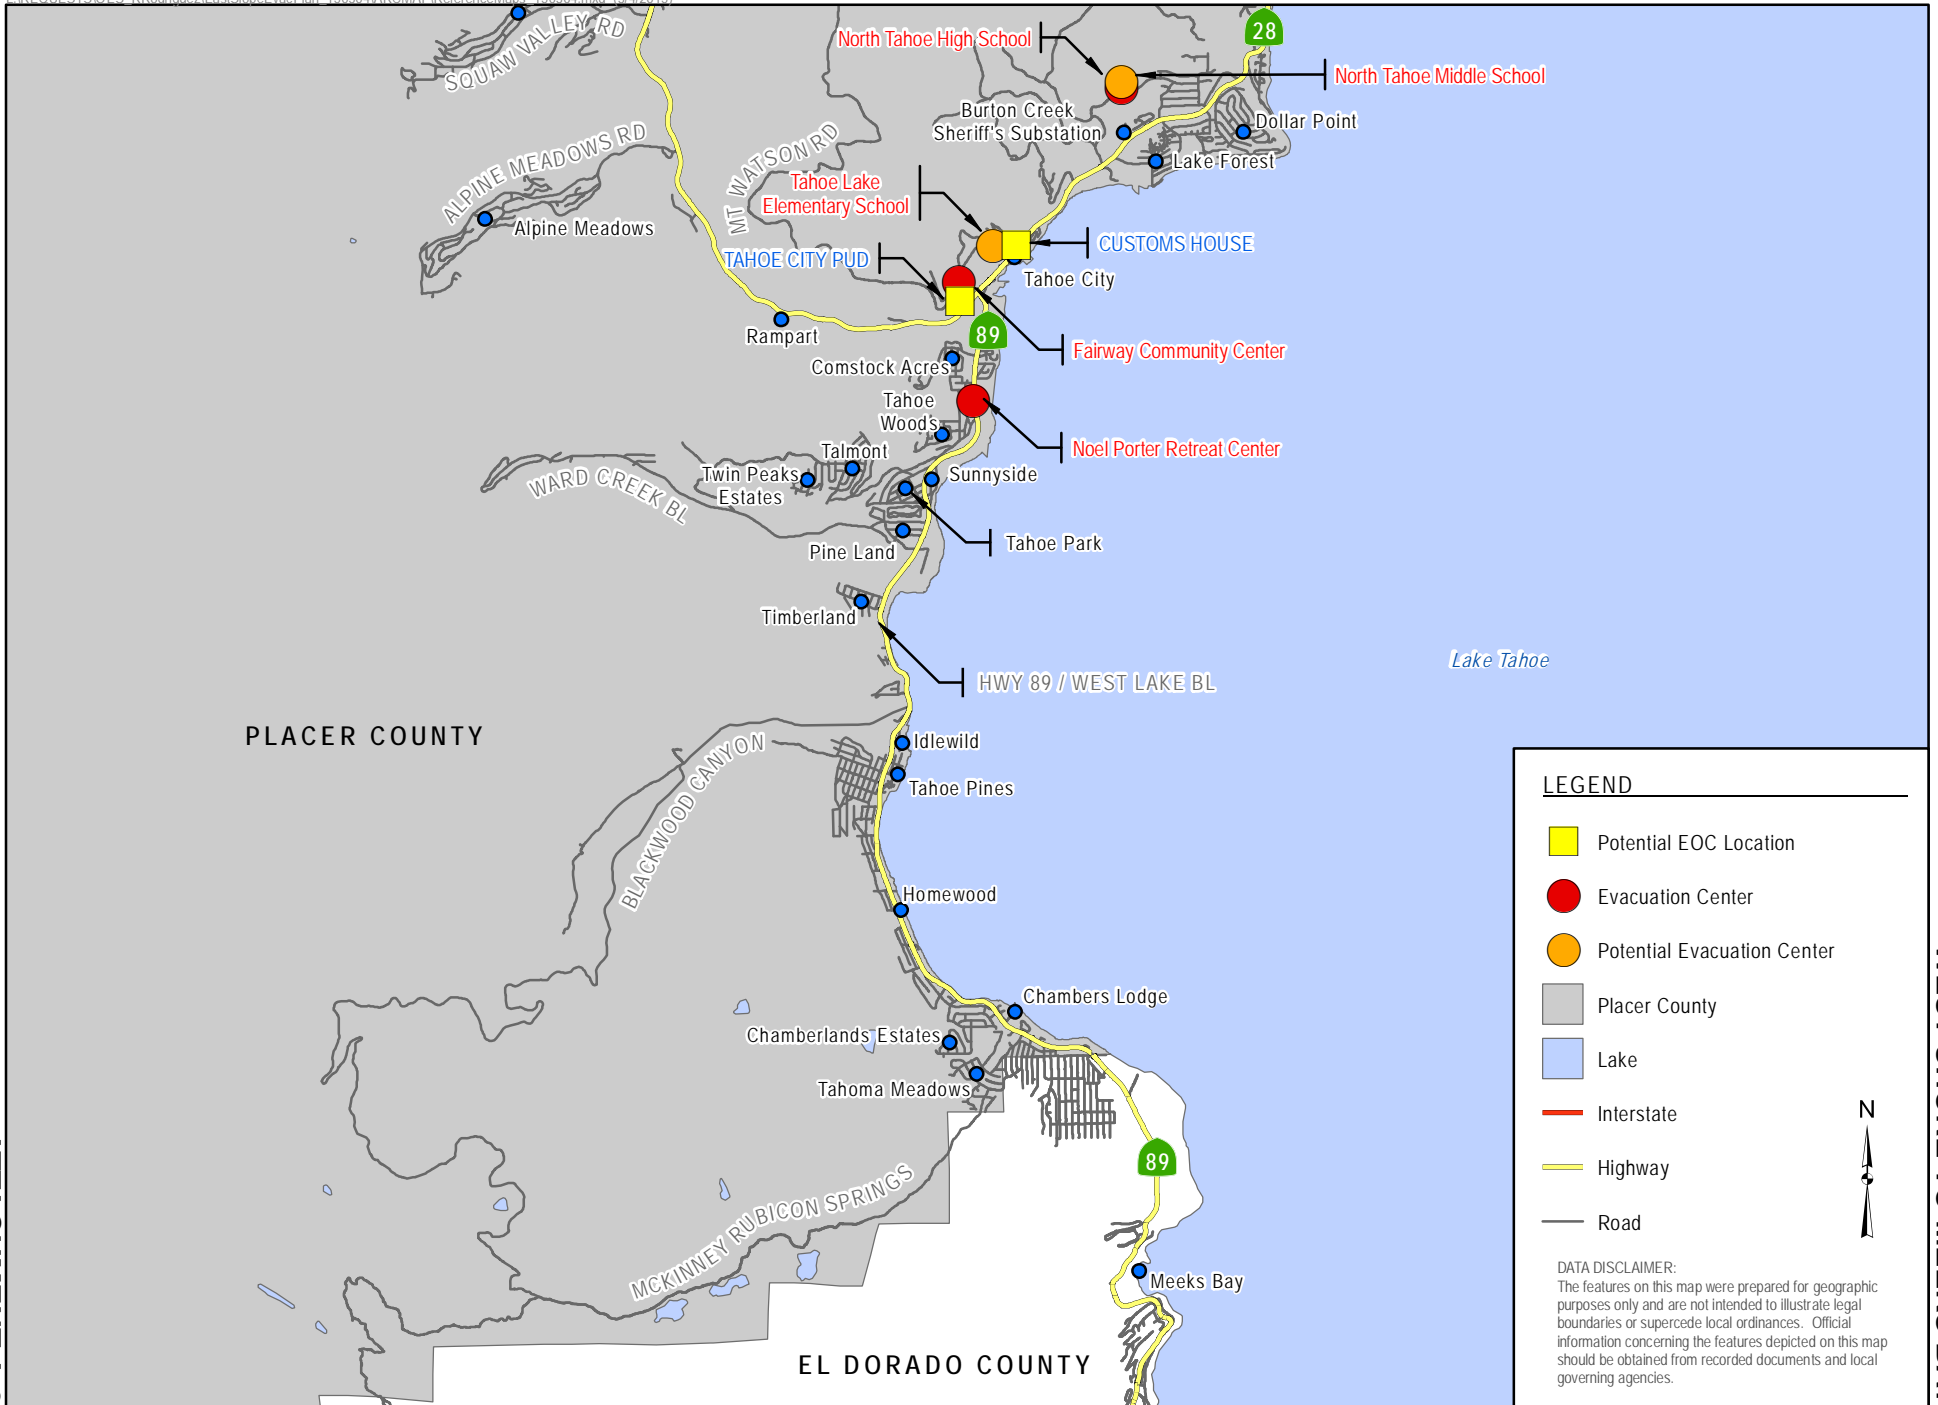 28
SQUAW VALLEY RD
North Tahoe High School
North Tahoe Middle School
Burton Creek
Sheriff's Substation
Dollar Point
Lake Forest
ALPINE MEADOWS RD
MT WATSON RD
Tahoe Lake
Elementary School
Alpine Meadows
TAHOE CITY PUD
CUSTOMS HOUSE
Tahoe City
Rampart
89
Fairway Community Center
Comstock Acres
Tahoe
Woods
Noel Porter Retreat Center
Talmont
Twin Peaks
Estates
Sunnyside
WARD CREEK BL
Tahoe Park
Pine Land
Timberland
HWY 89 / WEST LAKE BL
Lake Tahoe
PLACER COUNTY
Idlewild
BLACKWOOD CANYON
Tahoe Pines
Homewood
Chambers Lodge
Chamberlands Estates
Tahoma Meadows
89
MCKINNEY RUBICON SPRINGS
Meeks Bay
EL DORADO COUNTY
LEGEND
Potential EOC Location
Evacuation Center
Potential Evacuation Center
Placer County
Lake
Interstate
Highway
Road
N
DATA DISCLAIMER:
The features on this map were prepared for geographic
purposes only and are not intended to illustrate legal
boundaries or supercede local ordinances.  Official
information concerning the features depicted on this map
should be obtained from recorded documents and local
governing agencies.